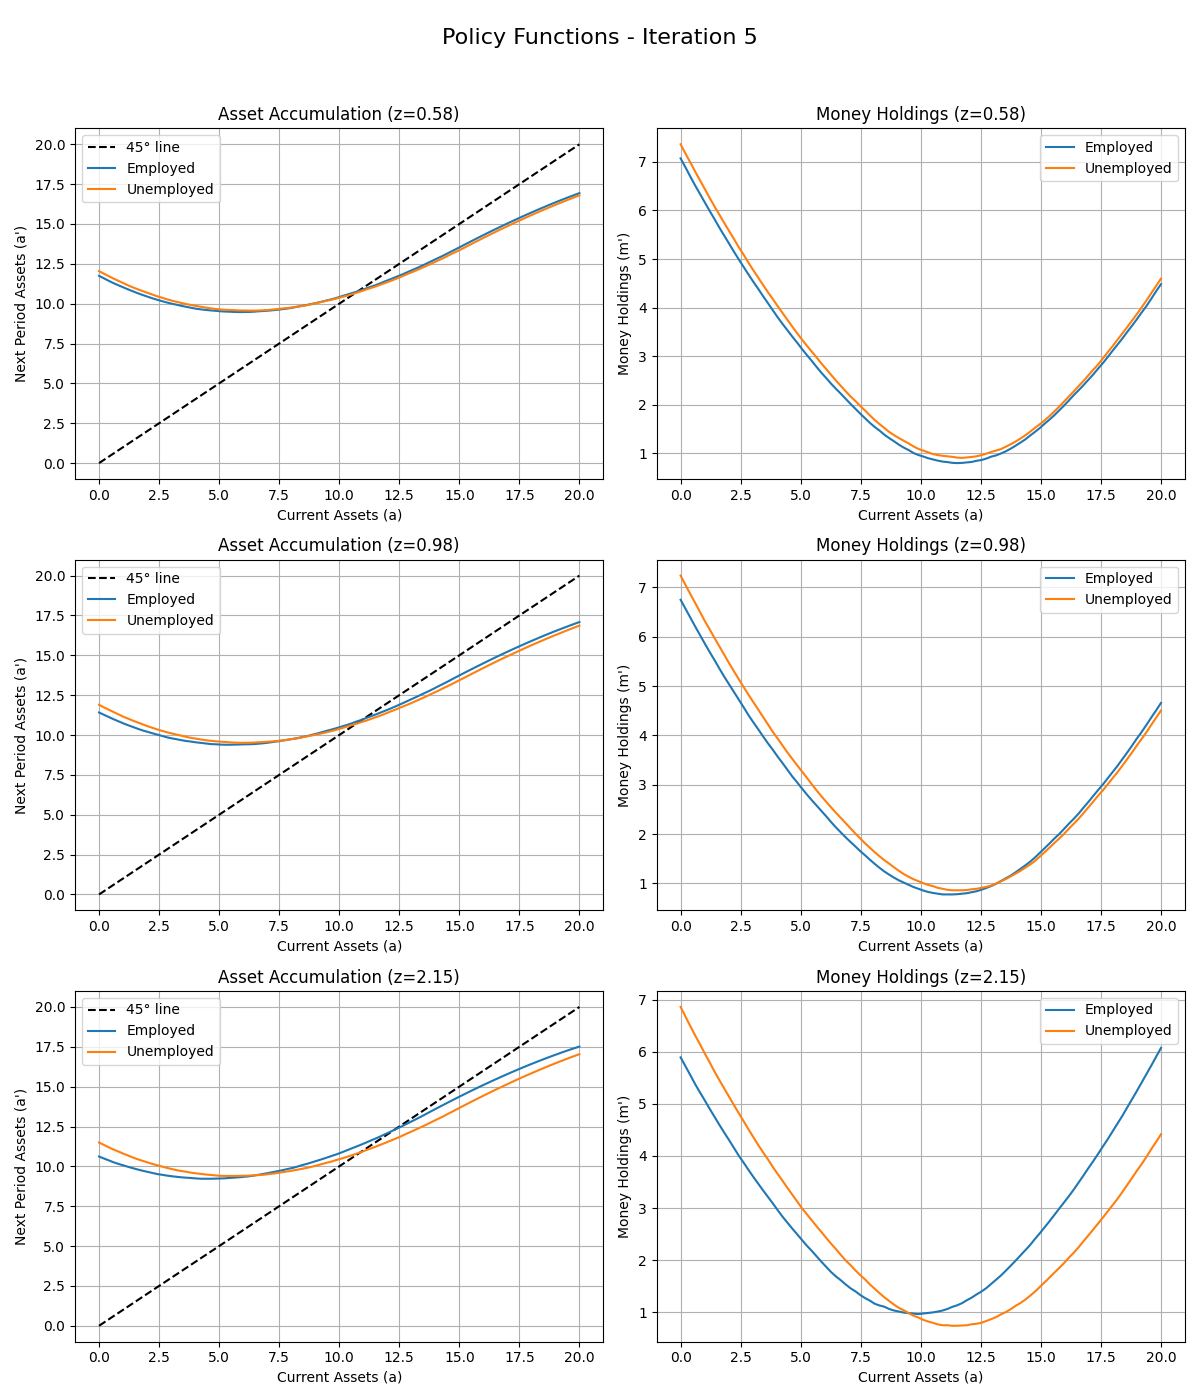 Policy Functions - Iteration 5
Asset Accumulation (z=0.58)
20.0
17.5
15.0
12.5
10.0
7.5
5.0
2.5
0.0
Next Period Assets (a')
45° line
Employed
Unemployed
0.0 2.5 5.0 7.5 10.0 12.5 15.0 17.5 20.0
Current Assets (a)
Money Holdings (z=0.58)
7
6
5
4
3
2
1
Money Holdings (m')
Employed
Unemployed
0.0 2.5 5.0 7.5 10.0 12.5 15.0 17.5 20.0
Current Assets (a)
Asset Accumulation (z=0.98)
20.0
17.5
15.0
12.5
10.0
7.5
5.0
2.5
0.0
Next Period Assets (a')
45° line
Employed
Unemployed
0.0 2.5 5.0 7.5 10.0 12.5 15.0 17.5 20.0
Current Assets (a)
Money Holdings (z=0.98)
7
6
5
4
3
2
1
Money Holdings (m')
Employed
Unemployed
0.0 2.5 5.0 7.5 10.0 12.5 15.0 17.5 20.0
Current Assets (a)
Asset Accumulation (z=2.15)
20.0
17.5
15.0
12.5
10.0
7.5
5.0
2.5
0.0
Next Period Assets (a')
45° line
Employed
Unemployed
0.0 2.5 5.0 7.5 10.0 12.5 15.0 17.5 20.0
Current Assets (a)
Money Holdings (z=2.15)
7
6
5
4
3
2
1
Money Holdings (m')
Employed
Unemployed
0.0 2.5 5.0 7.5 10.0 12.5 15.0 17.5 20.0
Current Assets (a)